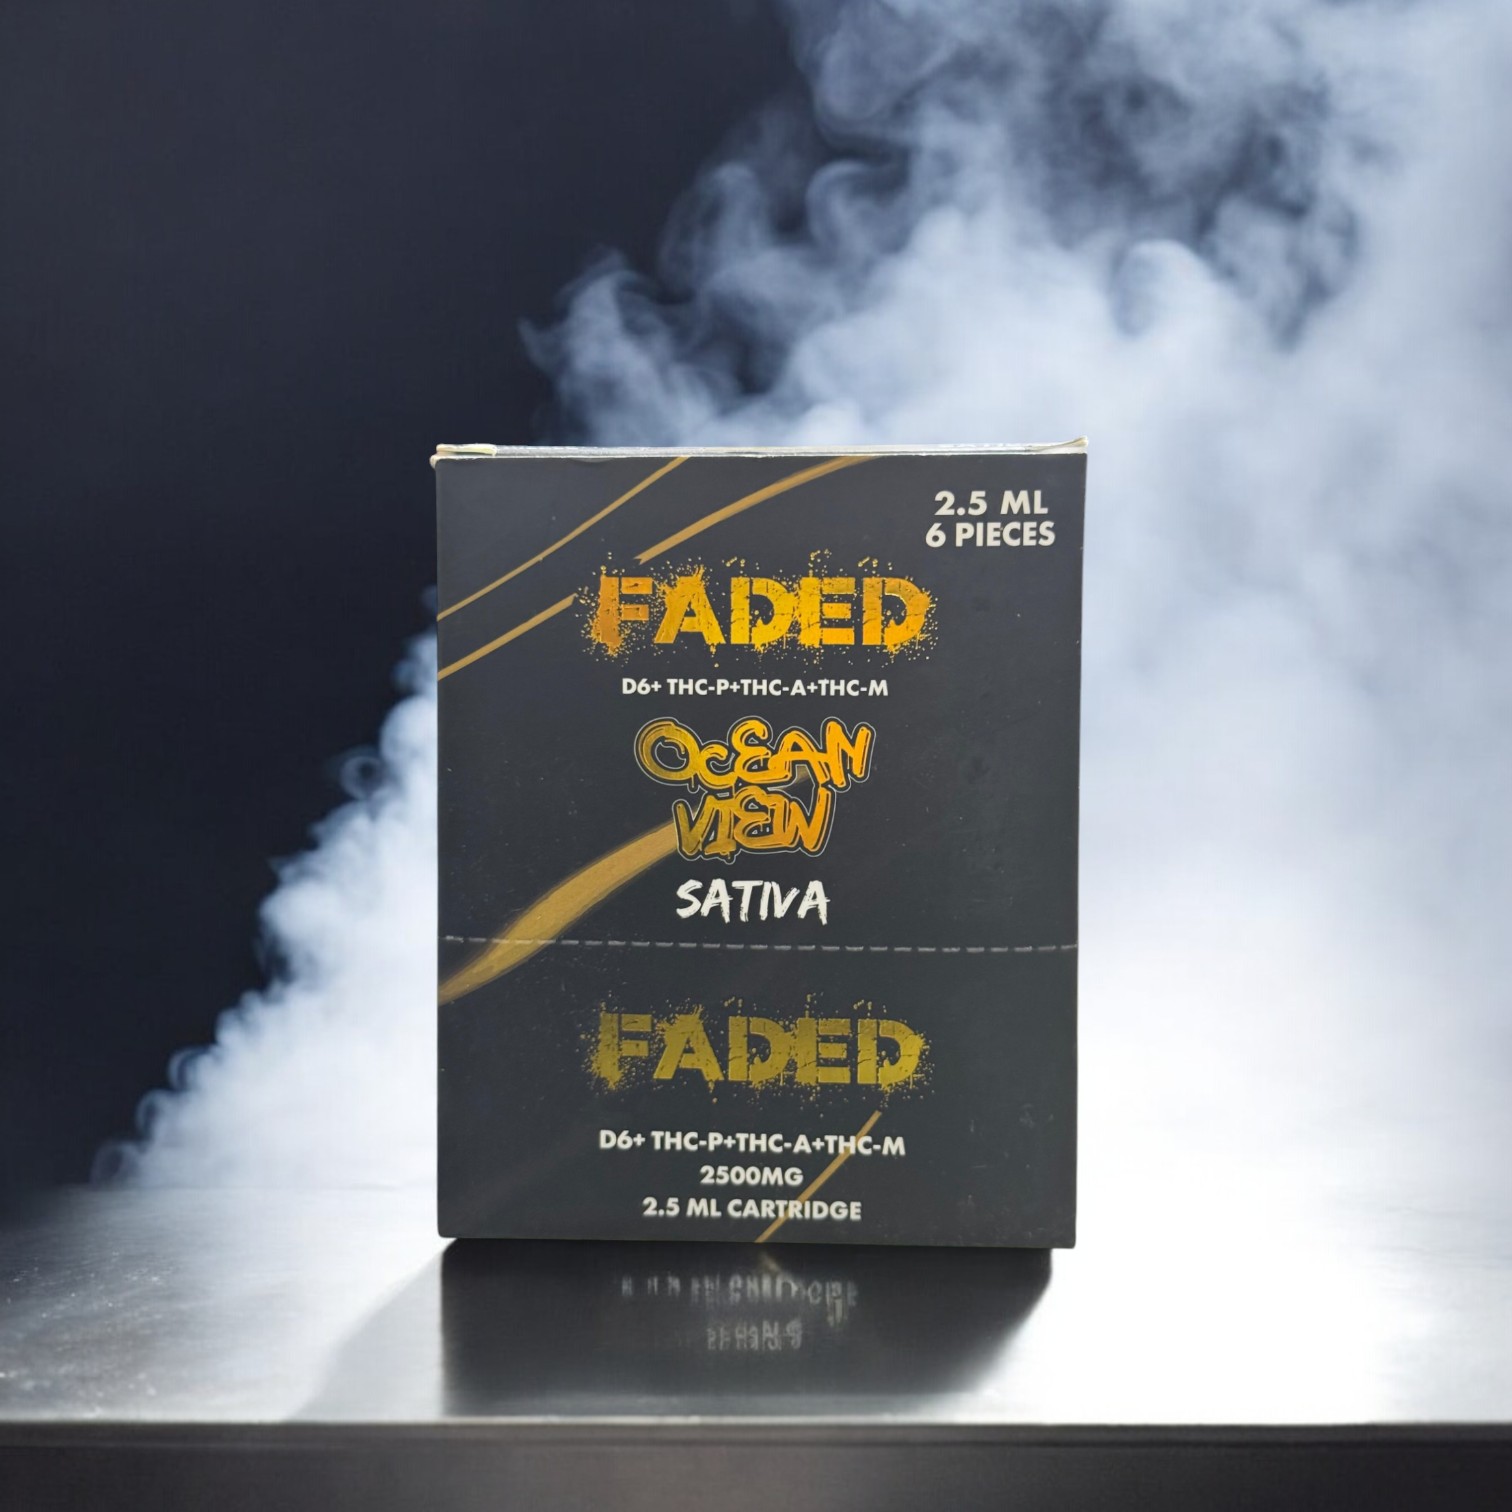 2.5 ML
6 PIECES
FADED
D6+ THC-P+THC-A+THC-M
OCEAN
VIEW
SATIVA
FADED
D6+ THC-P+THC-A+THC-M
2500MG
2.5 ML CARTRIDGE